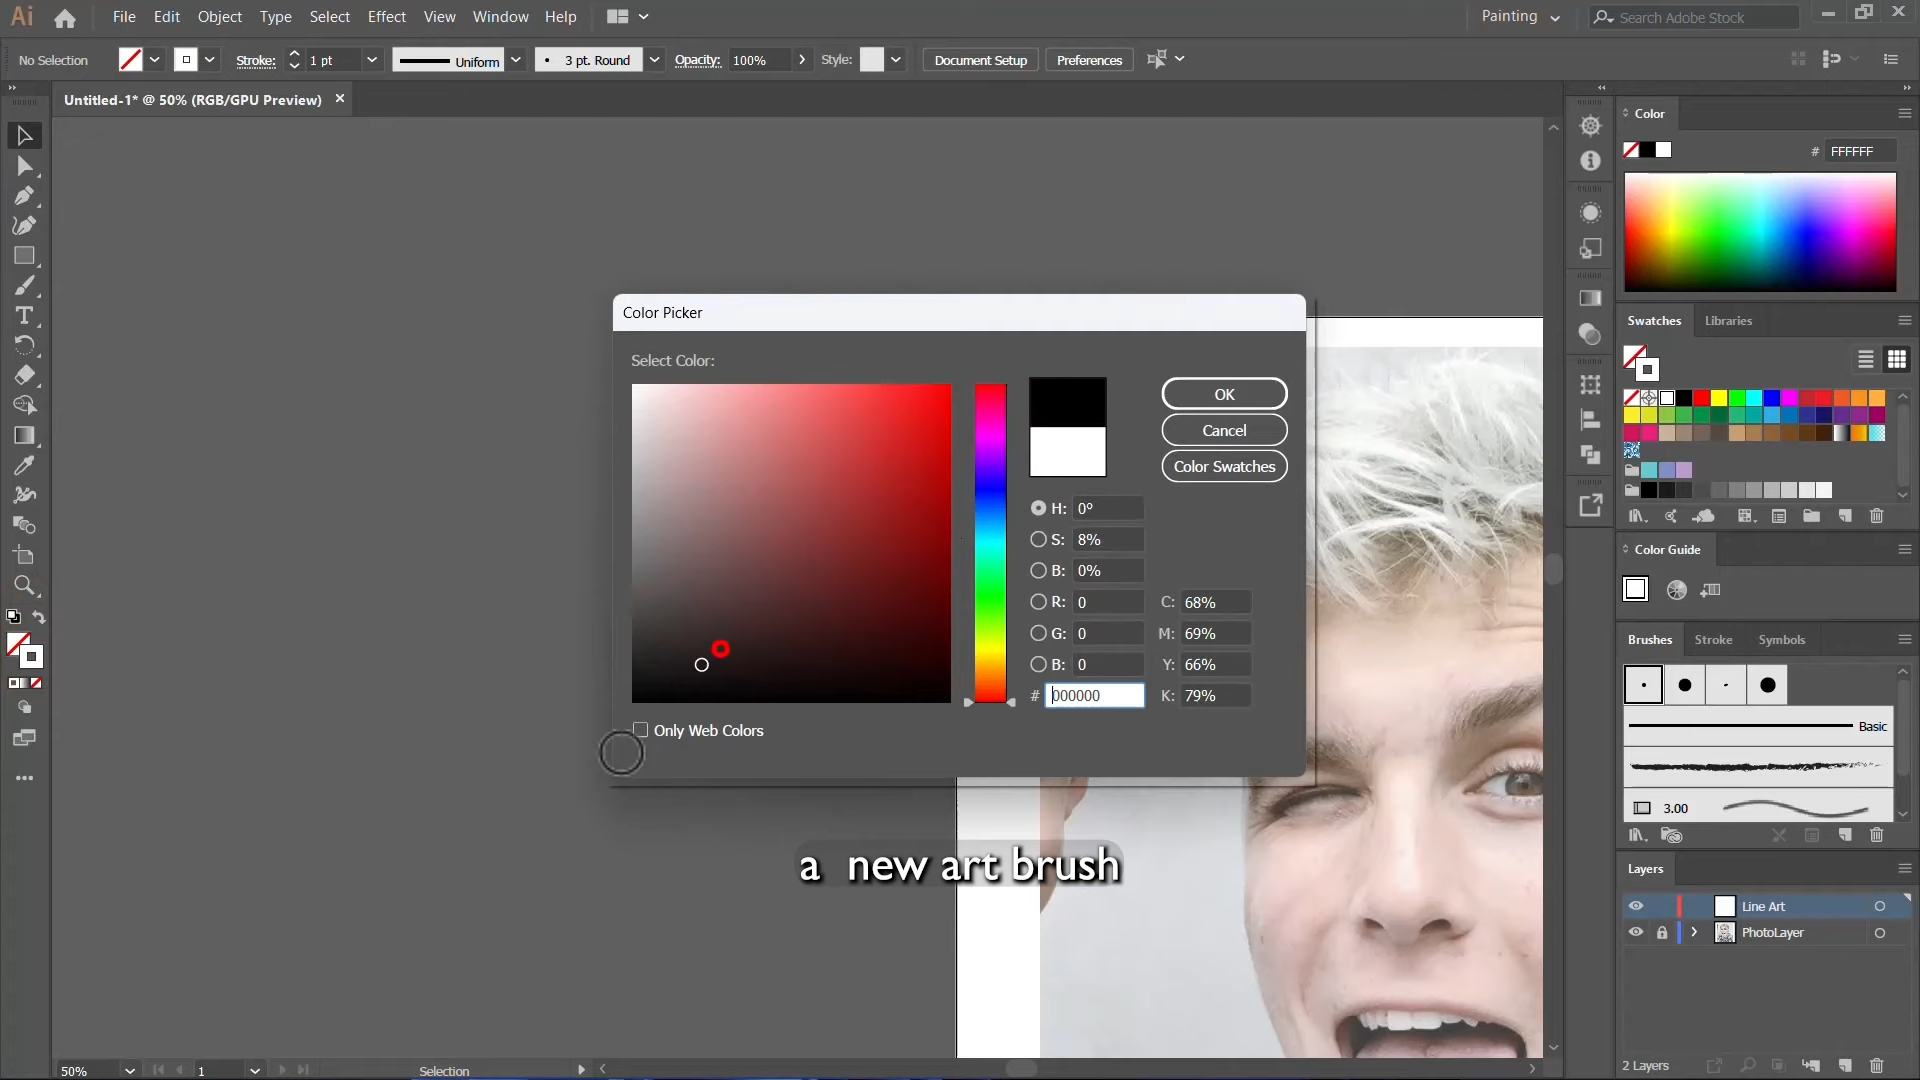 Ai File Edit Object Type Select Effect View Window Help Painting Search Adobe Stock
No Selection Stroke: 1 pt Uniform 3 pt. Round Opacity: 100% Style: Document Setup Preferences
Untitled-1* @ 50% (RGB/GPU Preview) ×
Color
# FFFFFF
Color Picker
Select Color:
OK
Cancel
Color Swatches
H: 0°
S: 8%
B: 0%
R: 0 C: 68%
G: 0 M: 69%
B: 0 Y: 66%
# 000000 K: 79%
Only Web Colors
Swatches Libraries
Color Guide
Brushes Stroke Symbols
Basic
3.00
a new art brush
Layers
Line Art
PhotoLayer
2 Layers
50% 1 Selection